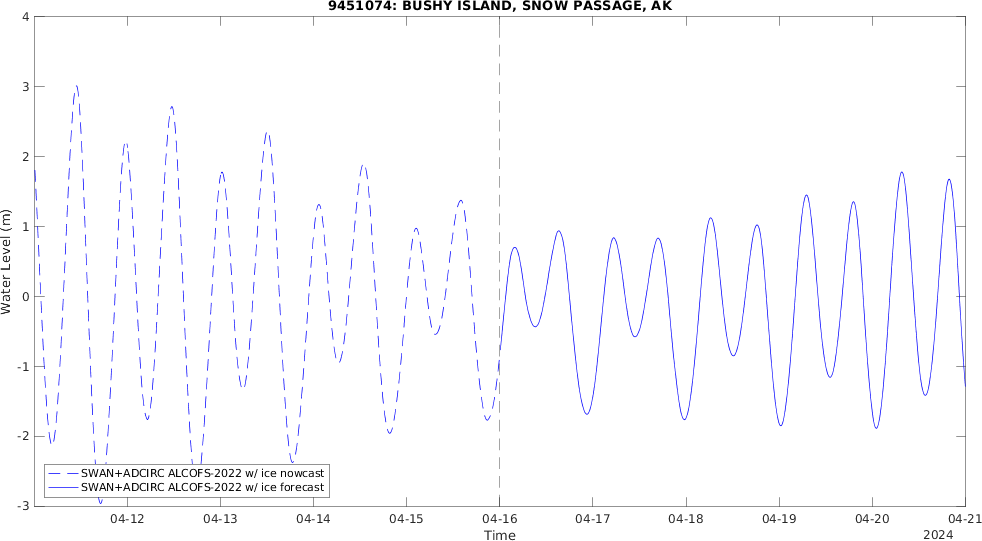 9451074: BUSHY ISLAND, SNOW PASSAGE, AK
Water Level (m)
4
3
2
1
0
-1
-2
-3
SWAN+ADCIRC ALCOFS-2022 w/ ice nowcast
SWAN+ADCIRC ALCOFS-2022 w/ ice forecast
04-12 04-13 04-14 04-15 04-16 04-17 04-18 04-19 04-20 04-21
Time
2024